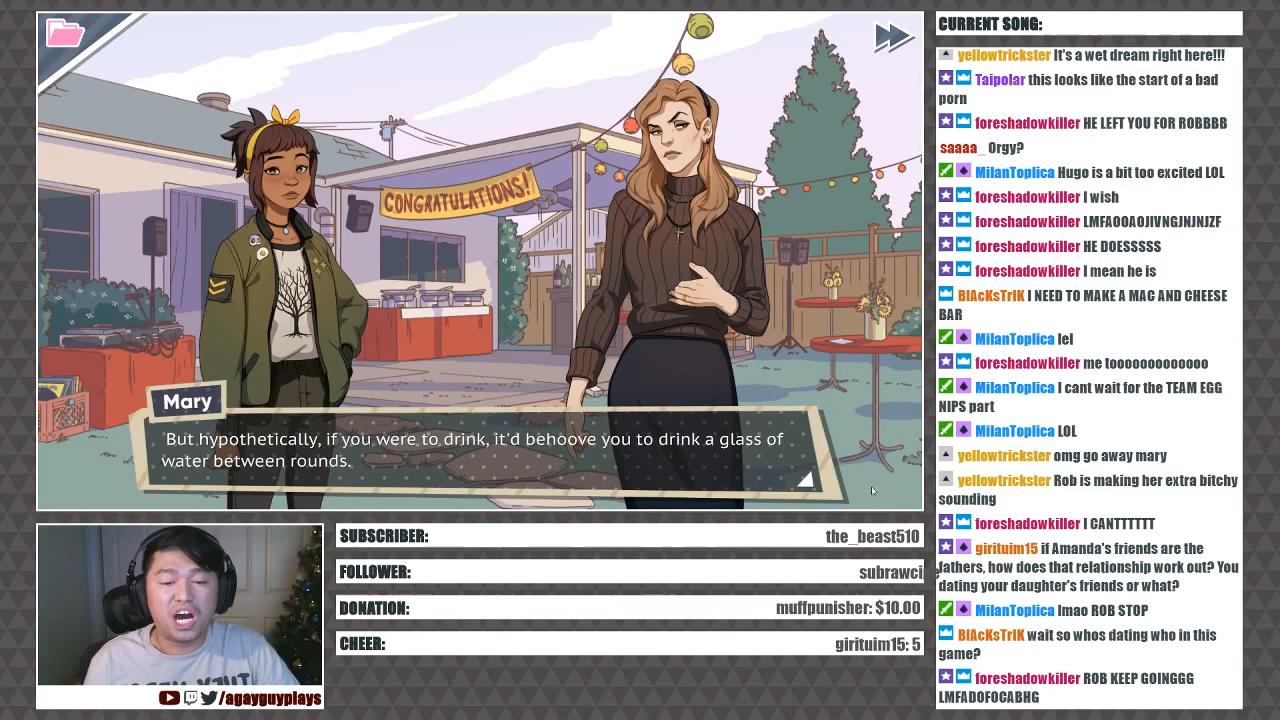 CONGRATULATIONS!
Mary
But hypothetically, if you were to drink, it'd behoove you to drink a glass of
water between rounds.
SUBSCRIBER: the_beast510
FOLLOWER: subrawci
DONATION: muffpunisher: $10.00
CHEER: girituim15: 5
/agayguyplays
CURRENT SONG:
yellowtrickster It's a wet dream right here!!!
Taipolar this looks like the start of a bad
porn
foreshadowkiller HE LEFT YOU FOR ROBBBB
saaaa_ Orgy?
MilanToplica Hugo is a bit too excited LOL
foreshadowkiller I wish
foreshadowkiller LMFAOOAOJIVNGJNJNJZF
foreshadowkiller HE DOESSSSS
foreshadowkiller I mean he is
BlAcKsTrIK I NEED TO MAKE A MAC AND CHEESE
BAR
MilanToplica lel
foreshadowkiller me toooooooooooo
MilanToplica I cant wait for the TEAM EGG
NIPS part
MilanToplica LOL
yellowtrickster omg go away mary
yellowtrickster Rob is making her extra bitchy
sounding
foreshadowkiller I CANTTTTTT
girituim15 if Amanda's friends are the
fathers, how does that relationship work out? You
dating your daughter's friends or what?
MilanToplica lmao ROB STOP
BlAcKsTrIK wait so whos dating who in this
game?
foreshadowkiller ROB KEEP GOINGGG
LMFADOFOCABHG